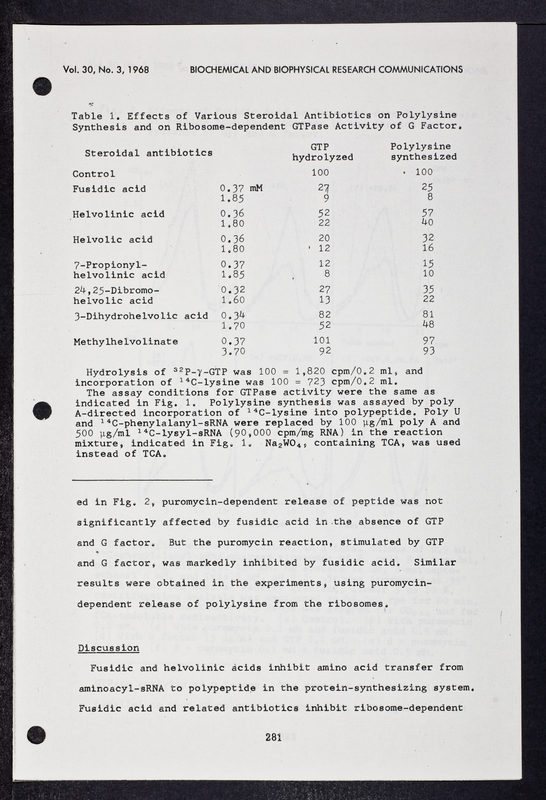 Vol. 30, No. 3, 1968 BIOCHEMICAL AND BIOPHYSICAL RESEARCH COMMUNICATIONS
Table 1. Effects of Various Steroidal Antibiotics on Polylysine
Synthesis and on Ribosome-dependent GTPase Activity of G Factor.
Steroidal antibiotics GTP hydrolyzed Polylysine synthesized
Control 100 100
Fusidic acid 0.37 mM 27 25
1.85 9 8
Helvolinic acid 0.36 52 57
1.80 22 40
Helvolic acid 0.36 20 32
1.80 12 16
7-Propionyl- 0.37 12 15
helvolinic acid 1.85 8 10
24,25-Dibromo- 0.32 27 35
helvolic acid 1.60 13 22
3-Dihydrohelvolic acid 0.34 82 81
1.70 52 48
Methylhelvolinate 0.37 101 97
3.70 92 93
Hydrolysis of ³²P-γ-GTP was 100 = 1,820 cpm/0.2 ml, and
incorporation of ¹⁴C-lysine was 100 = 723 cpm/0.2 ml.
The assay conditions for GTPase activity were the same as
indicated in Fig. 1. Polylysine synthesis was assayed by poly
A-directed incorporation of ¹⁴C-lysine into polypeptide. Poly U
and ¹⁴C-phenylalanyl-sRNA were replaced by 100 μg/ml poly A and
500 μg/ml ¹⁴C-lysyl-sRNA (90,000 cpm/mg RNA) in the reaction
mixture, indicated in Fig. 1. Na₂WO₄, containing TCA, was used
instead of TCA.
ed in Fig. 2, puromycin-dependent release of peptide was not
significantly affected by fusidic acid in the absence of GTP
and G factor. But the puromycin reaction, stimulated by GTP
and G factor, was markedly inhibited by fusidic acid. Similar
results were obtained in the experiments, using puromycin-
dependent release of polylysine from the ribosomes.
Discussion
Fusidic and helvolinic acids inhibit amino acid transfer from
aminoacyl-sRNA to polypeptide in the protein-synthesizing system.
Fusidic acid and related antibiotics inhibit ribosome-dependent
281